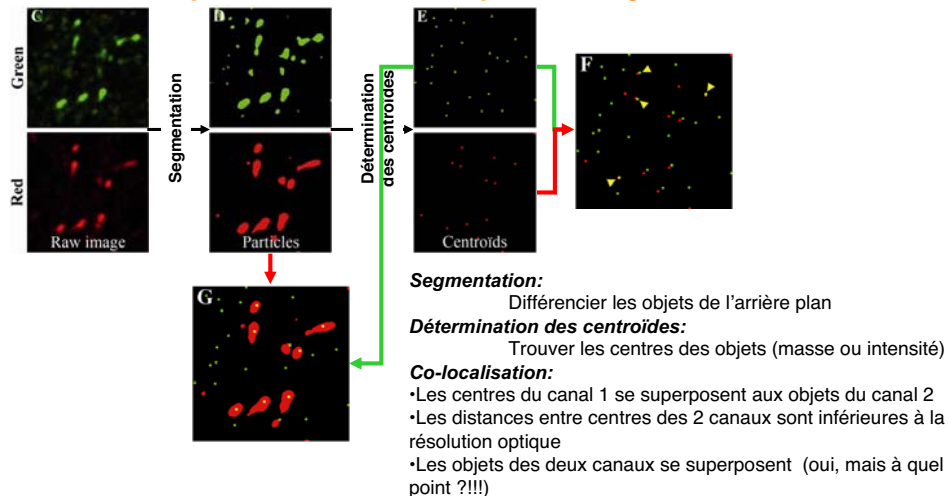 C
D
E
F
Green
Red
Segmentation
Détermination
des centroïdes
Raw image
Particles
Centroïds
G
Segmentation:
Différencier les objets de l'arrière plan
Détermination des centroïdes:
Trouver les centres des objets (masse ou intensité)
Co-localisation:
•Les centres du canal 1 se superposent aux objets du canal 2
•Les distances entre centres des 2 canaux sont inférieures à la
résolution optique
•Les objets des deux canaux se superposent (oui, mais à quel
point ?!!!)